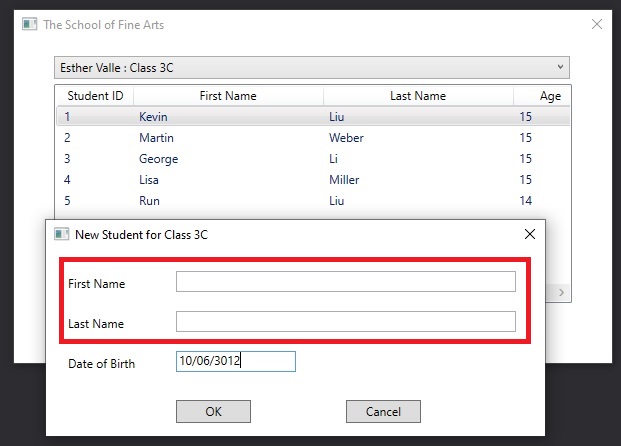 The School of Fine Arts
Esther Valle : Class 3C
Student ID First Name Last Name Age
1 Kevin Liu 15
2 Martin Weber 15
3 George Li 15
4 Lisa Miller 15
5 Run Liu 14
New Student for Class 3C
First Name
Last Name
Date of Birth 10/06/3012
OK Cancel